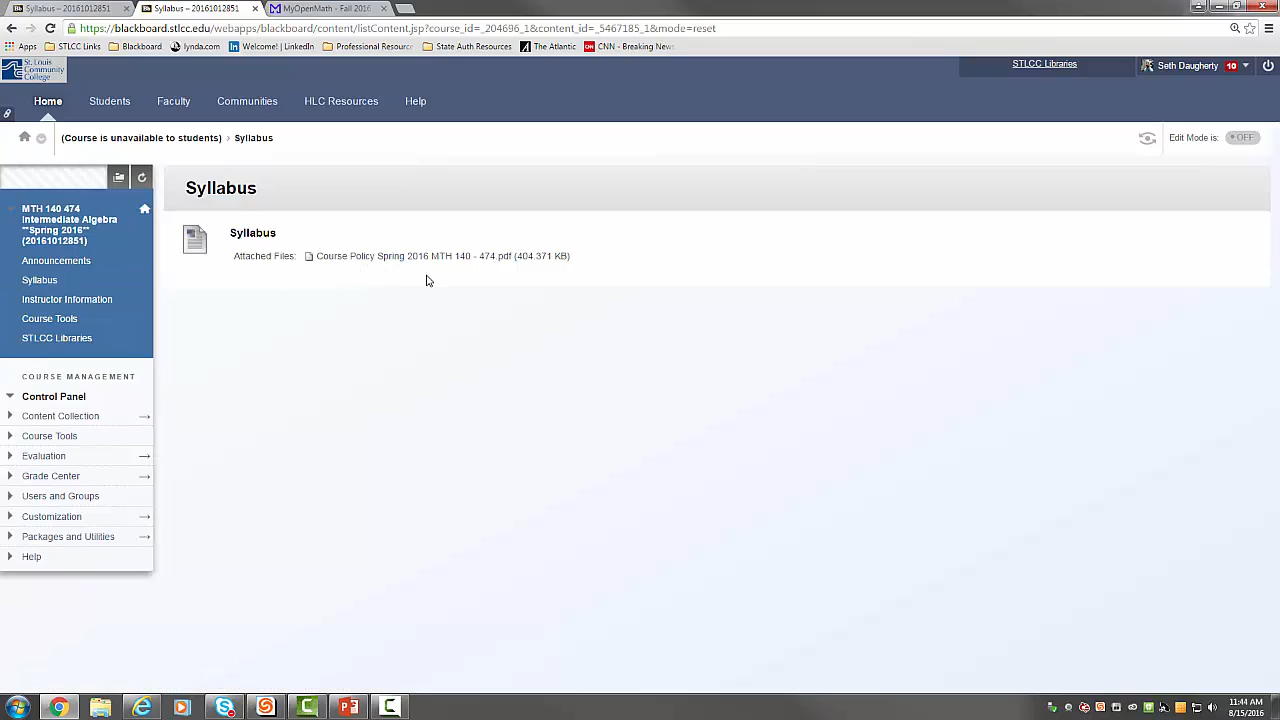 Syllabus – 20161012851
Syllabus – 20161012851
MyOpenMath - Fall 2016
https://blackboard.stlcc.edu/webapps/blackboard/content/listContent.jsp?course_id=_204696_1&content_id=_5467185_1&mode=reset
Apps STLCC Links Blackboard lynda.com Welcome! | LinkedIn Professional Resource State Auth Resources The Atlantic CNN - Breaking News
St. Louis Community College
STLCC Libraries
Seth Daugherty 10
Home Students Faculty Communities HLC Resources Help
(Course is unavailable to students) › Syllabus
Edit Mode is: OFF
Syllabus
MTH 140 474
Intermediate Algebra
**Spring 2016**
(20161012851)
Announcements
Syllabus
Instructor Information
Course Tools
STLCC Libraries
COURSE MANAGEMENT
Control Panel
Content Collection
Course Tools
Evaluation
Grade Center
Users and Groups
Customization
Packages and Utilities
Help
Syllabus
Attached Files: Course Policy Spring 2016 MTH 140 - 474.pdf (404.371 KB)
11:44 AM
8/15/2016